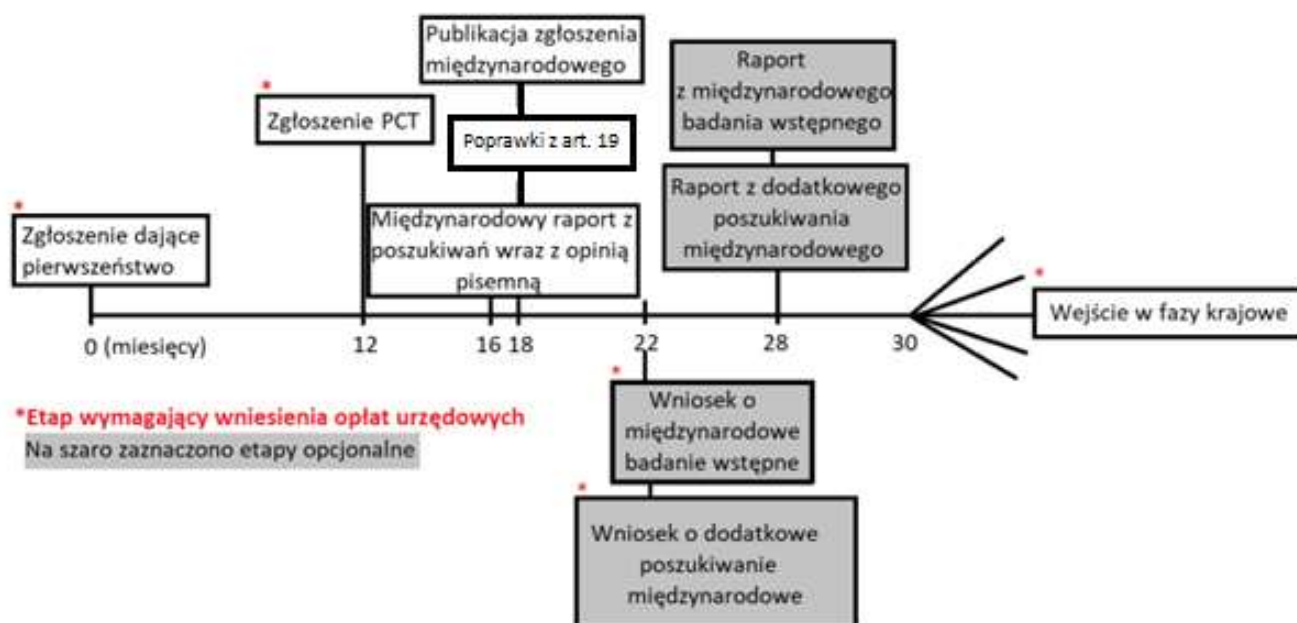 Publikacja zgłoszenia
międzynarodowego
*
Zgłoszenie PCT
Poprawki z art. 19
Raport
z międzynarodowego
badania wstępnego
*
Zgłoszenie dające
pierwszeństwo
Międzynarodowy raport z
poszukiwań wraz z opinią
pisemną
Raport z dodatkowego
poszukiwania
międzynarodowego
*
Wejście w fazy krajowe
0 (miesięcy)
12
16
18
22
28
30
*Etap wymagający wniesienia opłat urzędowych
Na szaro zaznaczono etapy opcjonalne
*
Wniosek o
międzynarodowe
badanie wstępne
*
Wniosek o dodatkowe
poszukiwanie
międzynarodowe